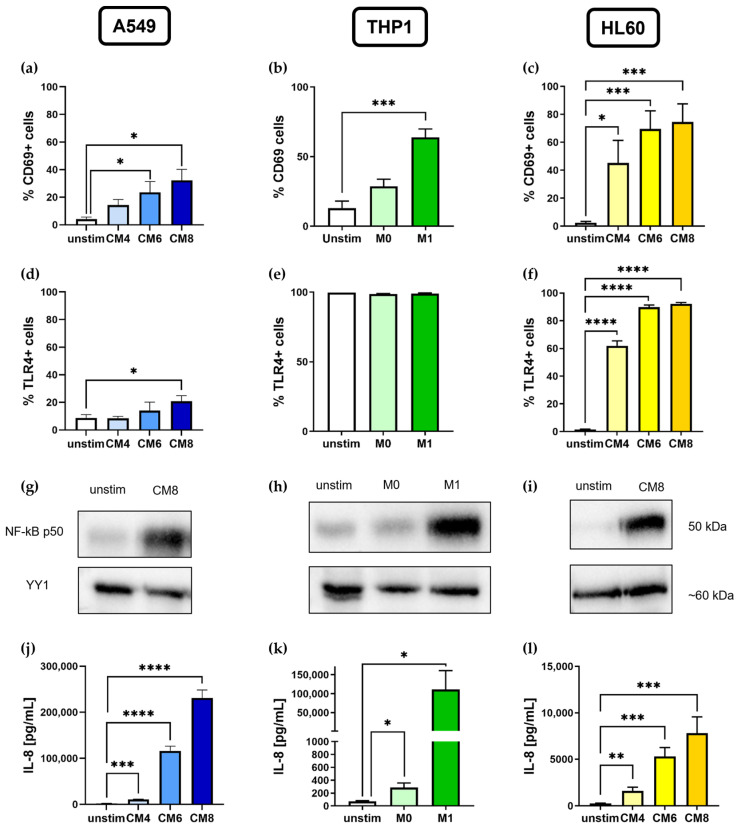 A549 THP1 HL60
(a) (b) (c)
% CD69+ cells
100
80
60
40
20
0
*
*
unstim CM4 CM6 CM8
% CD69 cells
100
50
0
***
Unstim M0 M1
% CD69+ cells
100
80
60
40
20
0
***
***
*
unstim CM4 CM6 CM8
(d) (e) (f)
% TLR4+ cells
100
80
60
40
20
0
*
unstim CM4 CM6 CM8
% TLR4+ cells
100
50
0
unstim M0 M1
% TLR4+ cells
100
80
60
40
20
0
****
****
****
unstim CM4 CM6 CM8
(g) (h) (i)
unstim CM8
unstim M0 M1
unstim CM8
NF-kB p50
50 kDa
YY1
~60 kDa
(j) (k) (l)
IL-8 [pg/mL]
300,000
200,000
100,000
0
****
****
***
unstim CM4 CM6 CM8
IL-8 [pg/mL]
150,000
100,000
50,000
1000
800
600
400
200
0
*
*
unstim M0 M1
IL-8 [pg/mL]
15,000
10,000
5000
0
***
***
**
unstim CM4 CM6 CM8